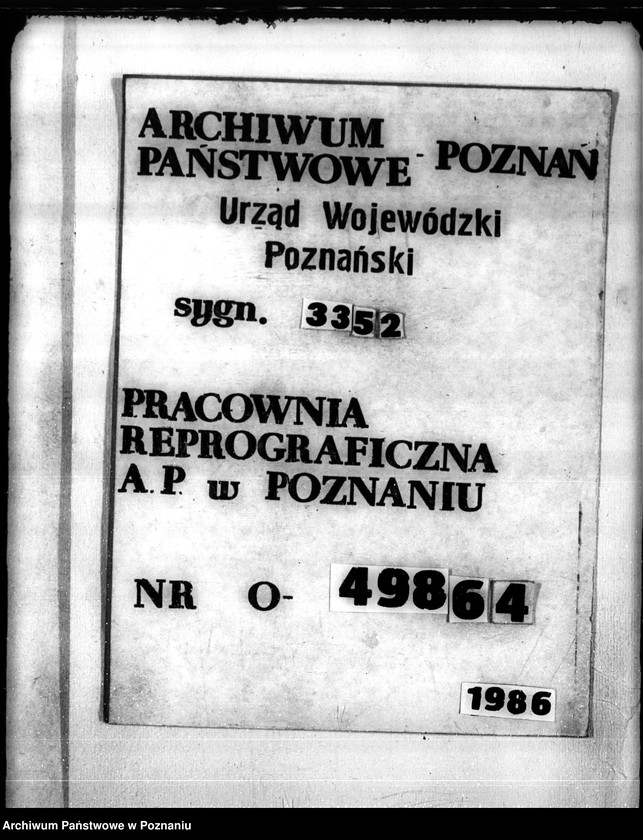 ARCHIWUM
PAŃSTWOWE - POZNAŃ
Urząd Wojewódzki
Poznański
sygn. 3352
PRACOWNIA
REPROGRAFICZNA
A. P. w POZNANIU
NR O- 49864
1986
Archiwum Państwowe w Poznaniu